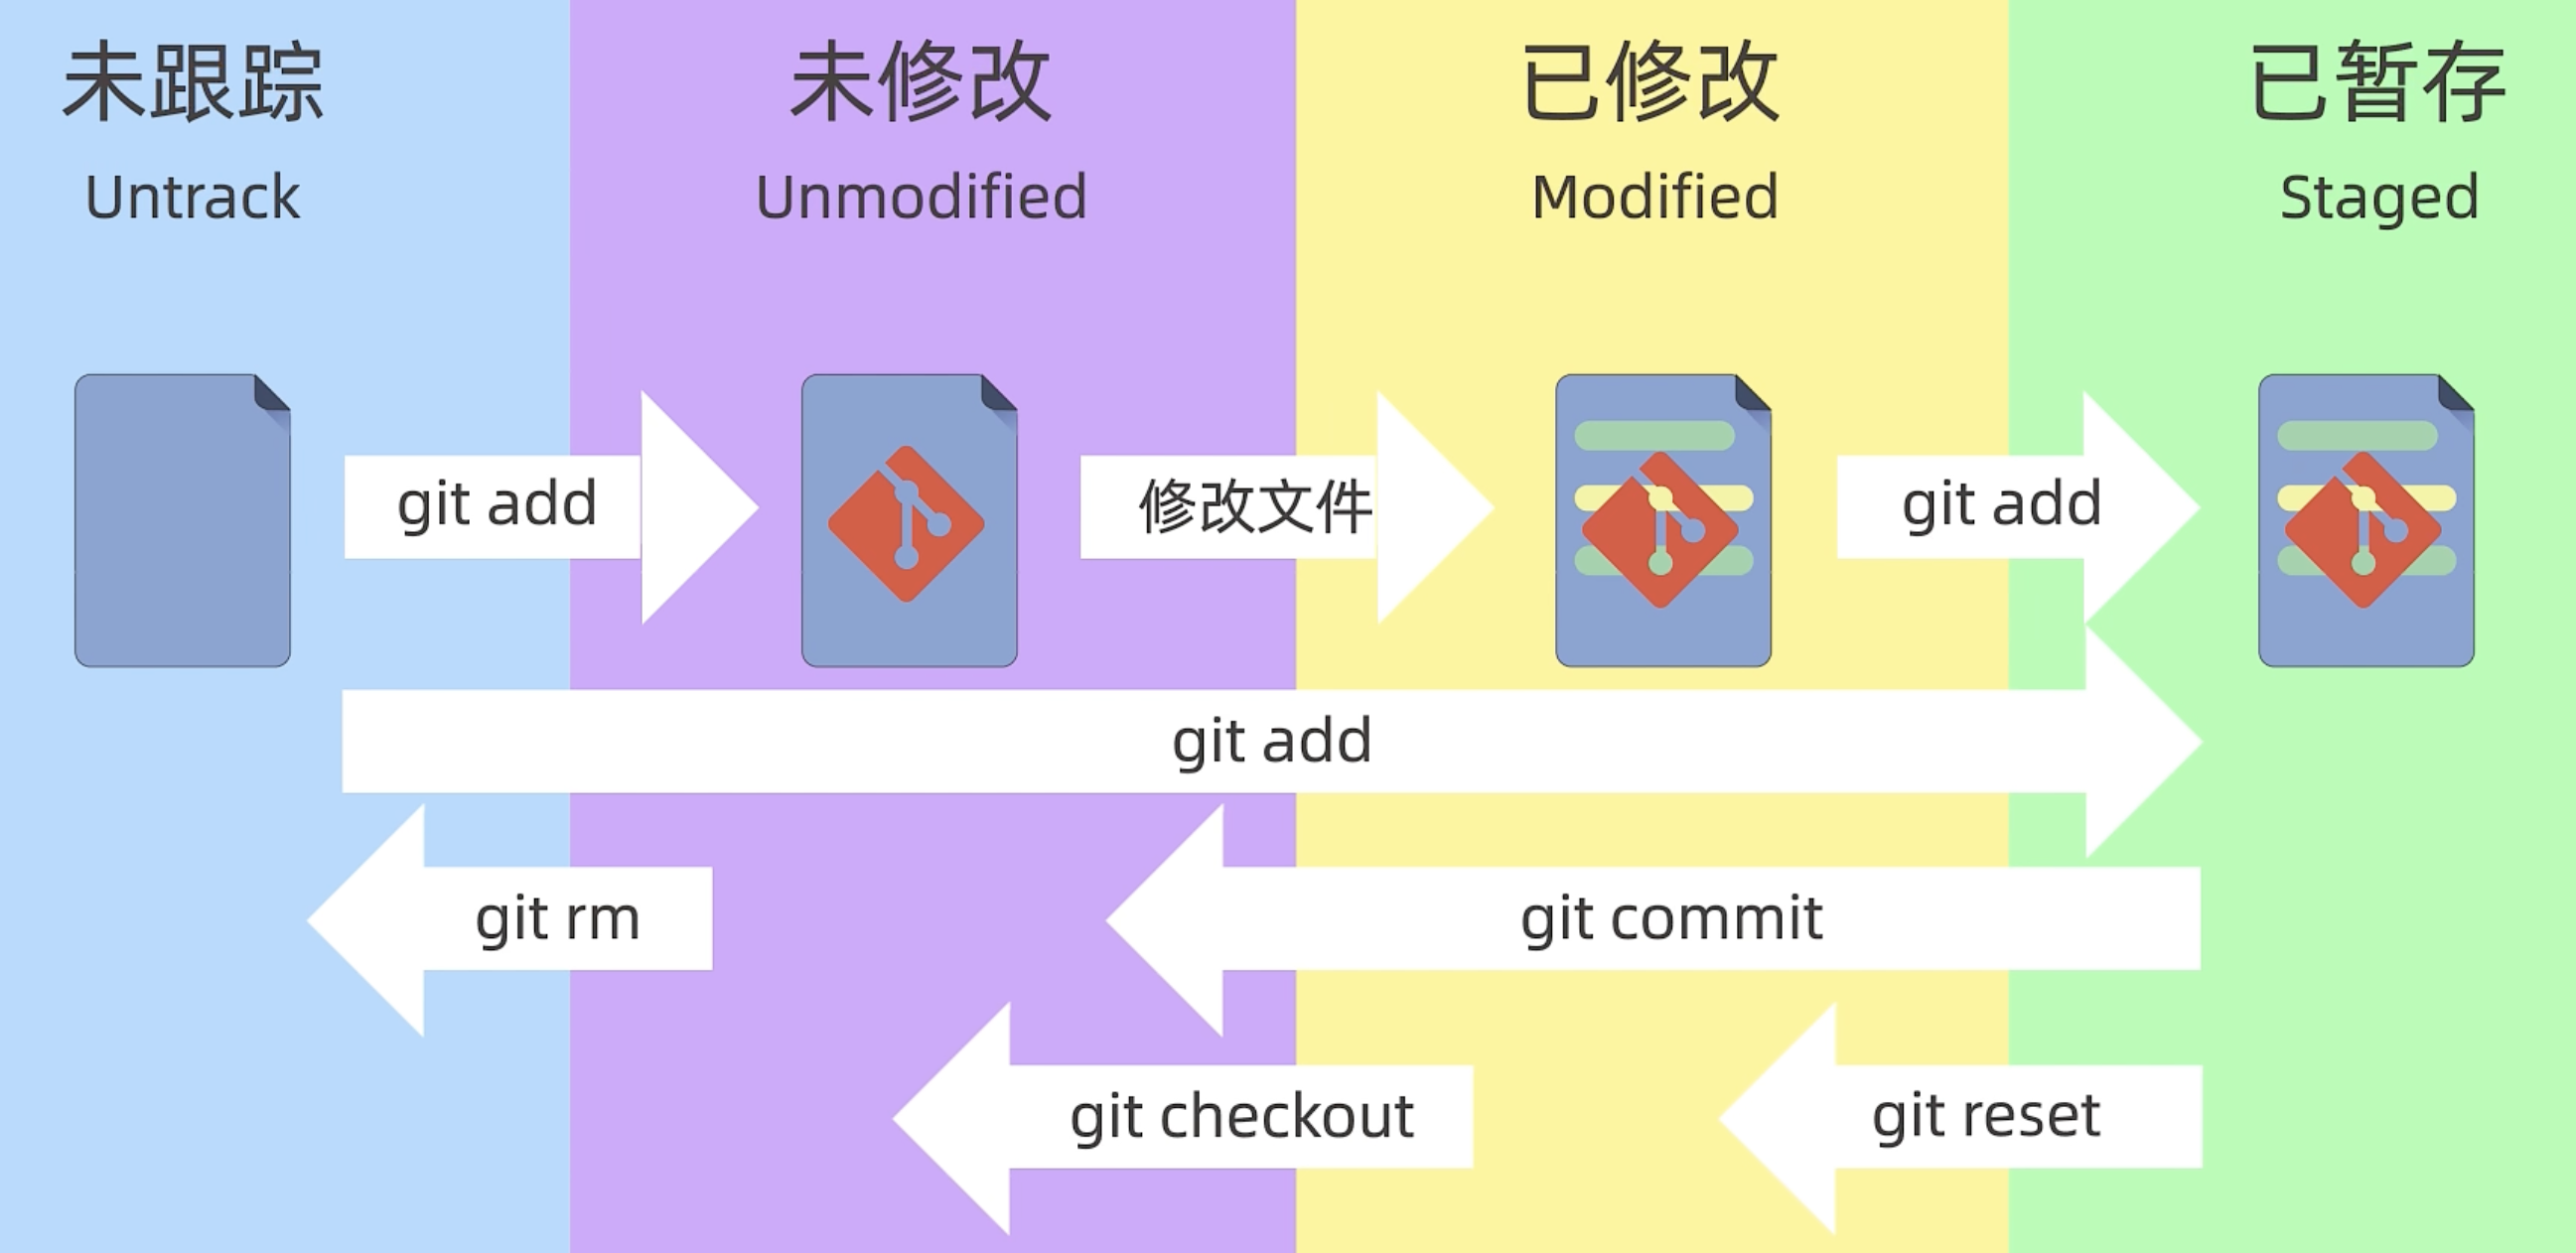 未跟踪
Untrack
未修改
Unmodified
已修改
Modified
已暂存
Staged
git add
修改文件
git add
git add
git rm
git commit
git checkout
git reset